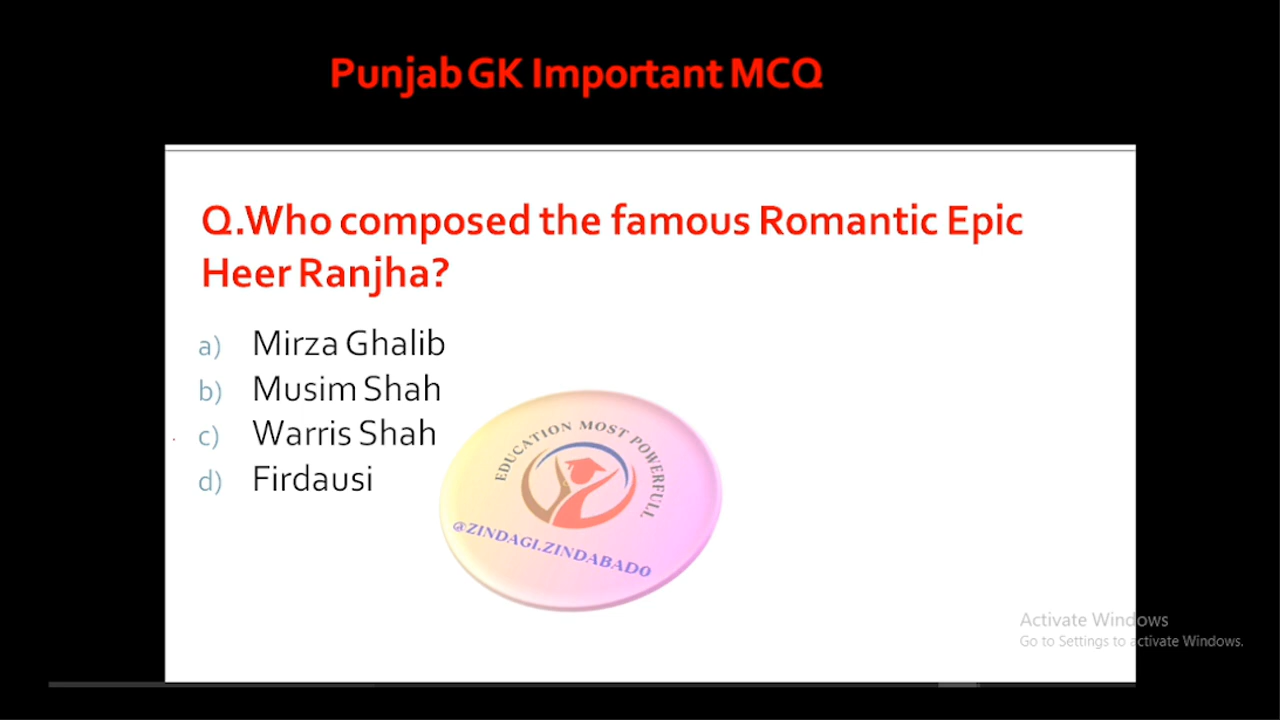 Punjab GK Important MCQ
Q.Who composed the famous Romantic Epic
Heer Ranjha?
a) Mirza Ghalib
b) Musim Shah
c) Warris Shah
d) Firdausi
EDUCATION MOST POWERFULL
@ZINDAGI.ZINDABAD0
Activate Windows
Go to Settings to activate Windows.